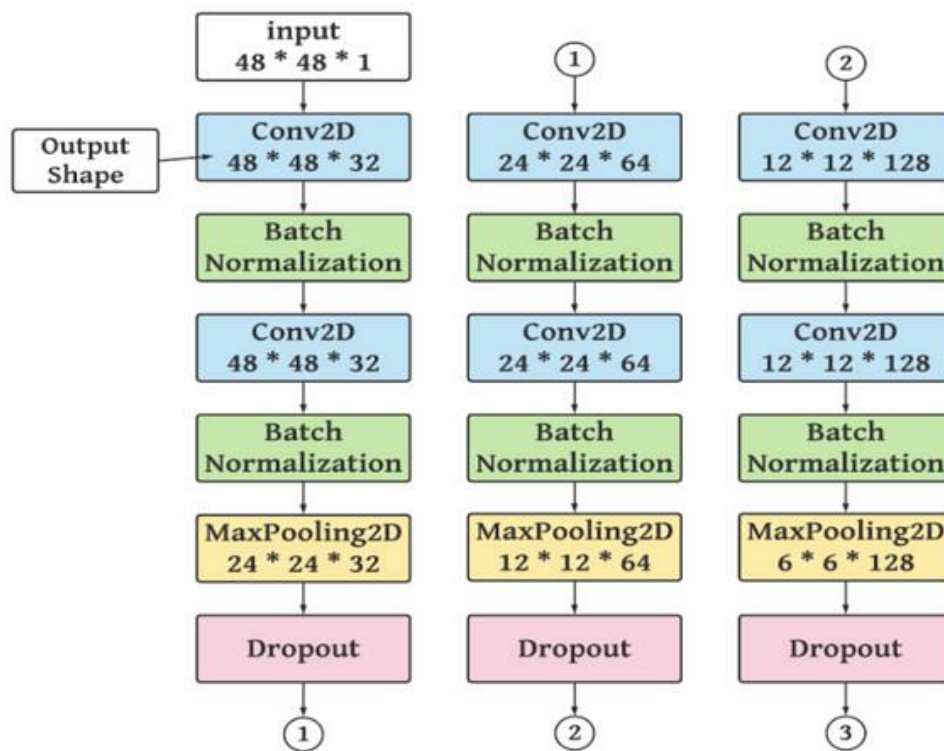 input
48 * 48 * 1
Output
Shape
Conv2D
48 * 48 * 32
Batch
Normalization
Conv2D
48 * 48 * 32
Batch
Normalization
MaxPooling2D
24 * 24 * 32
Dropout
1
1
Conv2D
24 * 24 * 64
Batch
Normalization
Conv2D
24 * 24 * 64
Batch
Normalization
MaxPooling2D
12 * 12 * 64
Dropout
2
2
Conv2D
12 * 12 * 128
Batch
Normalization
Conv2D
12 * 12 * 128
Batch
Normalization
MaxPooling2D
6 * 6 * 128
Dropout
3